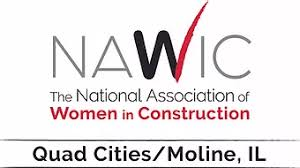 NAWIC
The National Association of
Women in Construction
Quad Cities/Moline, IL